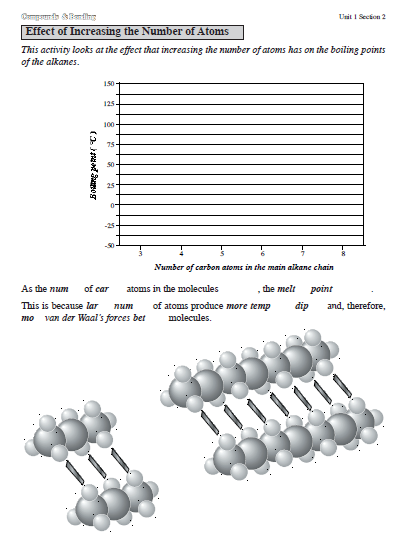 Compounds & Bonding Unit 1 Section 2
Effect of Increasing the Number of Atoms
This activity looks at the effect that increasing the number of atoms has on the boiling points
of the alkanes.
Boiling point (°C)
150
125
100
75
50
25
0
-25
-50
3 4 5 6 7 8
Number of carbon atoms in the main alkane chain
As the num of car atoms in the molecules , the melt point .
This is because lar num of atoms produce more temp dip and, therefore,
mo van der Waal's forces bet molecules.